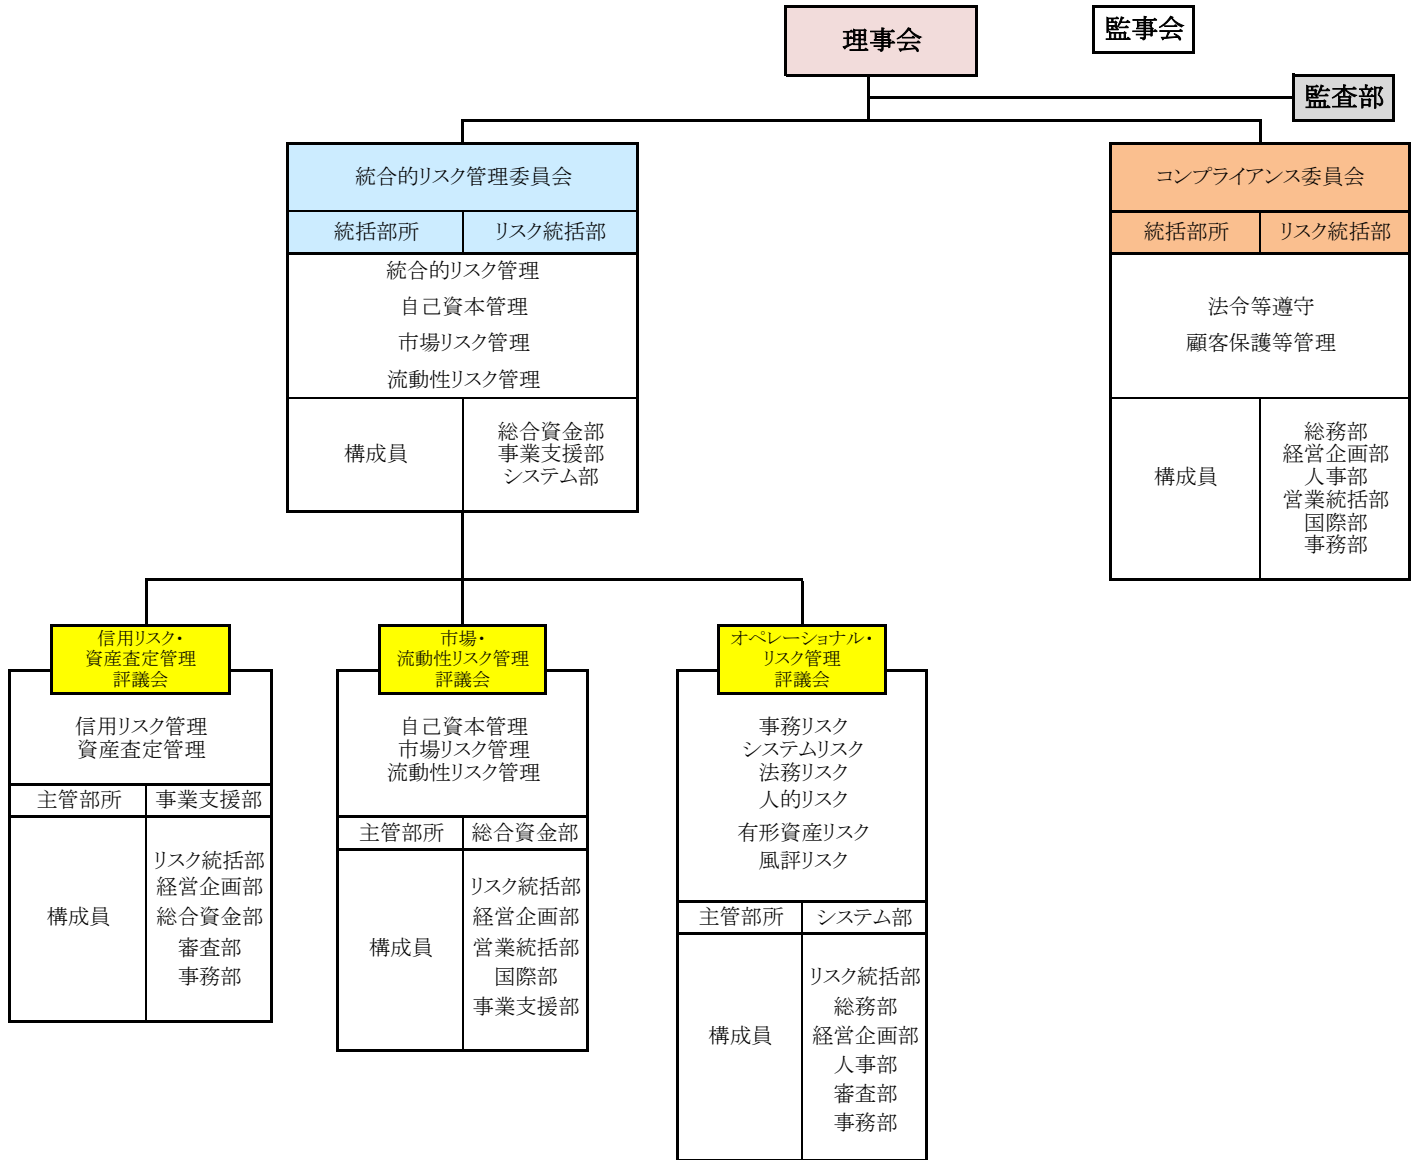 理事会
監事会
監査部
統合的リスク管理委員会
統括部所
リスク統括部
統合的リスク管理
自己資本管理
市場リスク管理
流動性リスク管理
構成員
総合資金部
事業支援部
システム部
コンプライアンス委員会
統括部所
リスク統括部
法令等遵守
顧客保護等管理
構成員
総務部
経営企画部
人事部
営業統括部
国際部
事務部
信用リスク・
資産査定管理
評議会
信用リスク管理
資産査定管理
主管部所
事業支援部
構成員
リスク統括部
経営企画部
総合資金部
審査部
事務部
市場・
流動性リスク管理
評議会
自己資本管理
市場リスク管理
流動性リスク管理
主管部所
総合資金部
構成員
リスク統括部
経営企画部
営業統括部
国際部
事業支援部
オペレーショナル・
リスク管理
評議会
事務リスク
システムリスク
法務リスク
人的リスク
有形資産リスク
風評リスク
主管部所
システム部
構成員
リスク統括部
総務部
経営企画部
人事部
審査部
事務部